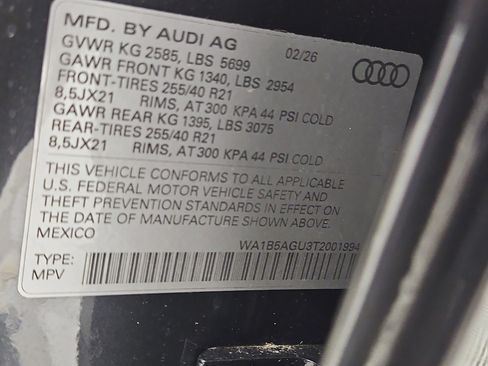 MFD. BY AUDI AG 02/26
GVWR KG 2585, LBS 5699
GAWR FRONT KG 1340, LBS 2954
FRONT-TIRES 255/40 R21
8,5JX21 RIMS, AT 300 KPA 44 PSI COLD
GAWR REAR KG 1395, LBS 3075
REAR-TIRES 255/40 R21
8,5JX21 RIMS, AT 300 KPA 44 PSI COLD
THIS VEHICLE CONFORMS TO ALL APPLICABLE
U.S. FEDERAL MOTOR VEHICLE SAFETY AND
THEFT PREVENTION STANDARDS IN EFFECT ON
THE DATE OF MANUFACTURE SHOWN ABOVE.
MEXICO
WA1B5AGU3T2001994
TYPE:
MPV